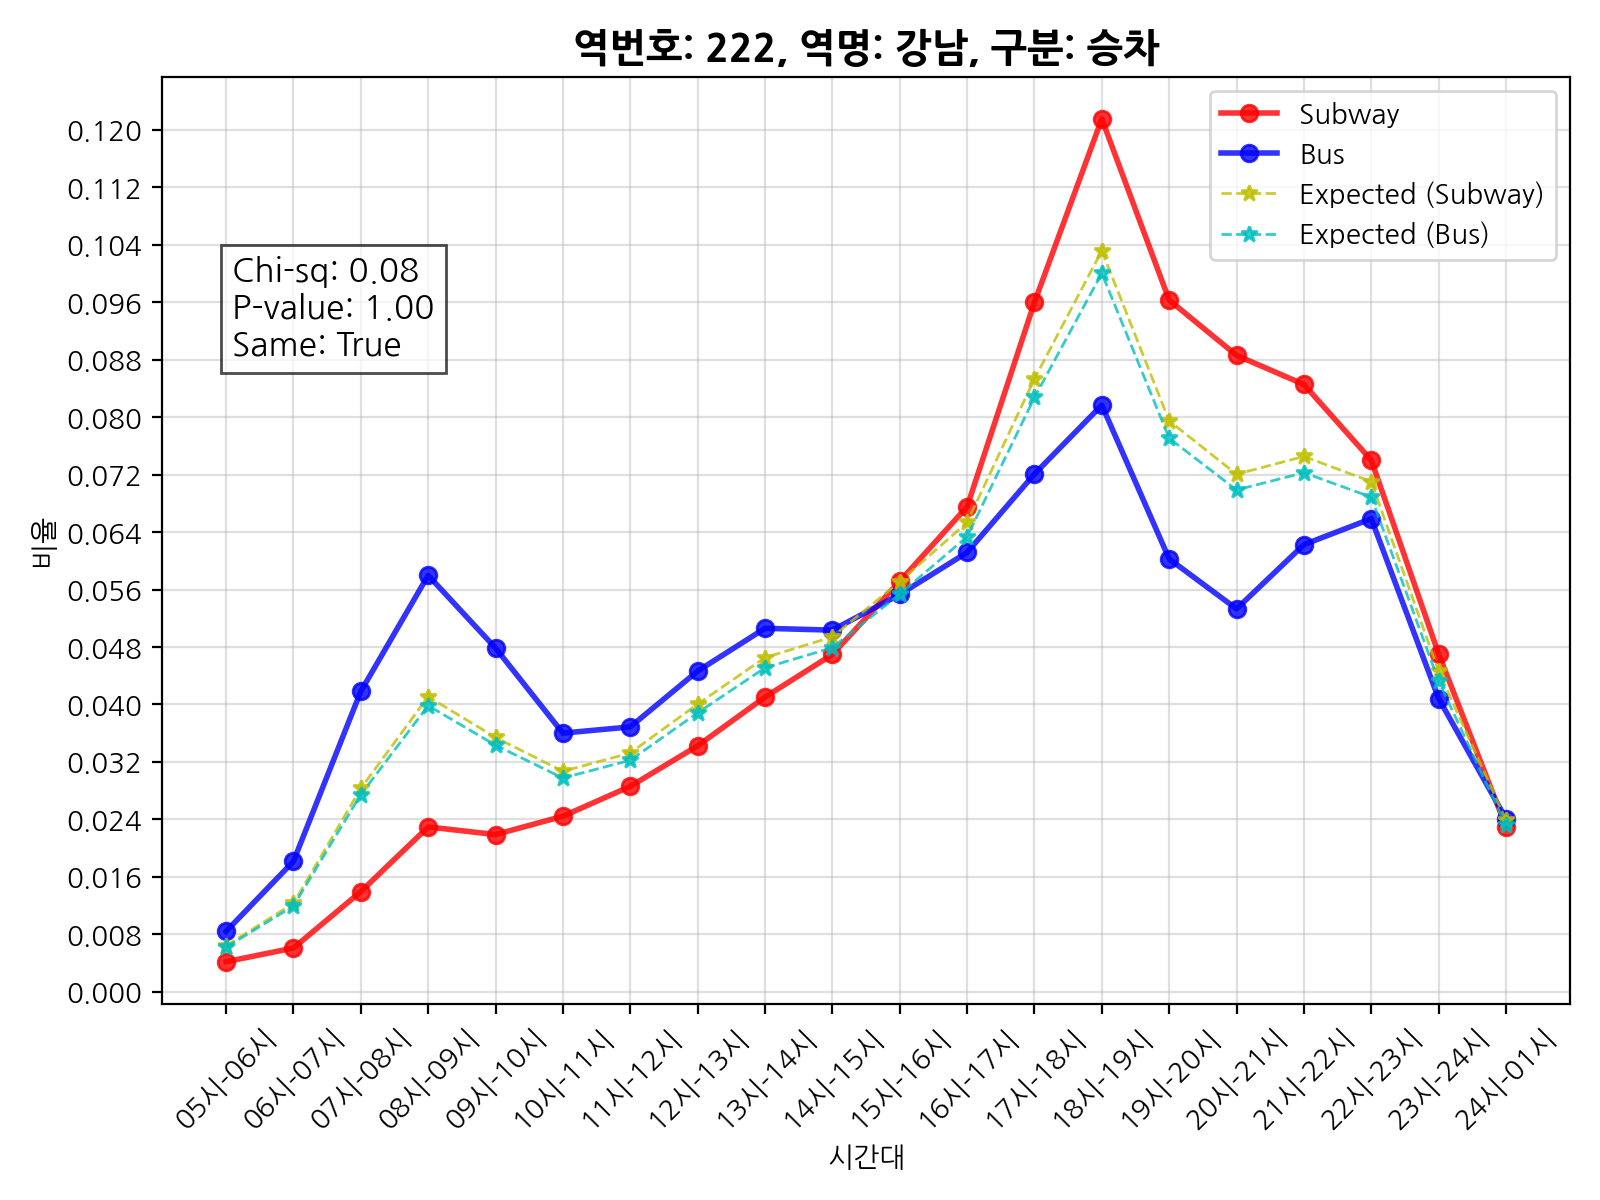 역번호: 222, 역명: 강남, 구분: 승차
Subway
Bus
Expected (Subway)
Expected (Bus)
Chi-sq: 0.08
P-value: 1.00
Same: True
비율
0.120
0.112
0.104
0.096
0.088
0.080
0.072
0.064
0.056
0.048
0.040
0.032
0.024
0.016
0.008
0.000
05시-06시
06시-07시
07시-08시
08시-09시
09시-10시
10시-11시
11시-12시
12시-13시
13시-14시
14시-15시
15시-16시
16시-17시
17시-18시
18시-19시
19시-20시
20시-21시
21시-22시
22시-23시
23시-24시
24시-01시
시간대